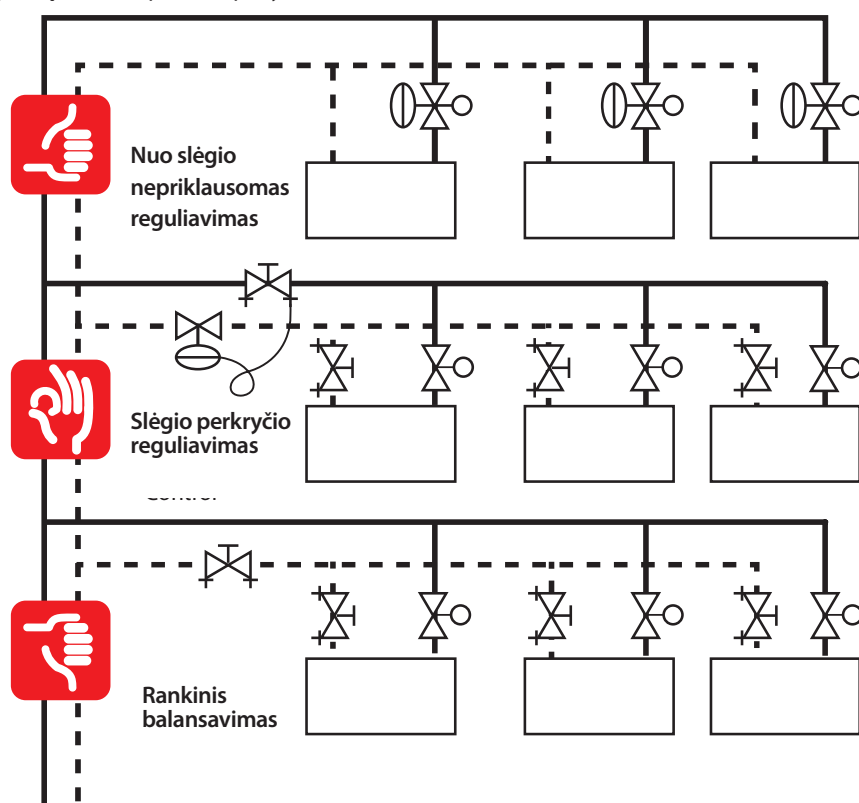 Nuo slėgio
nepriklausomas
reguliavimas
Slėgio perkryčio
reguliavimas
Rankinis
balansavimas